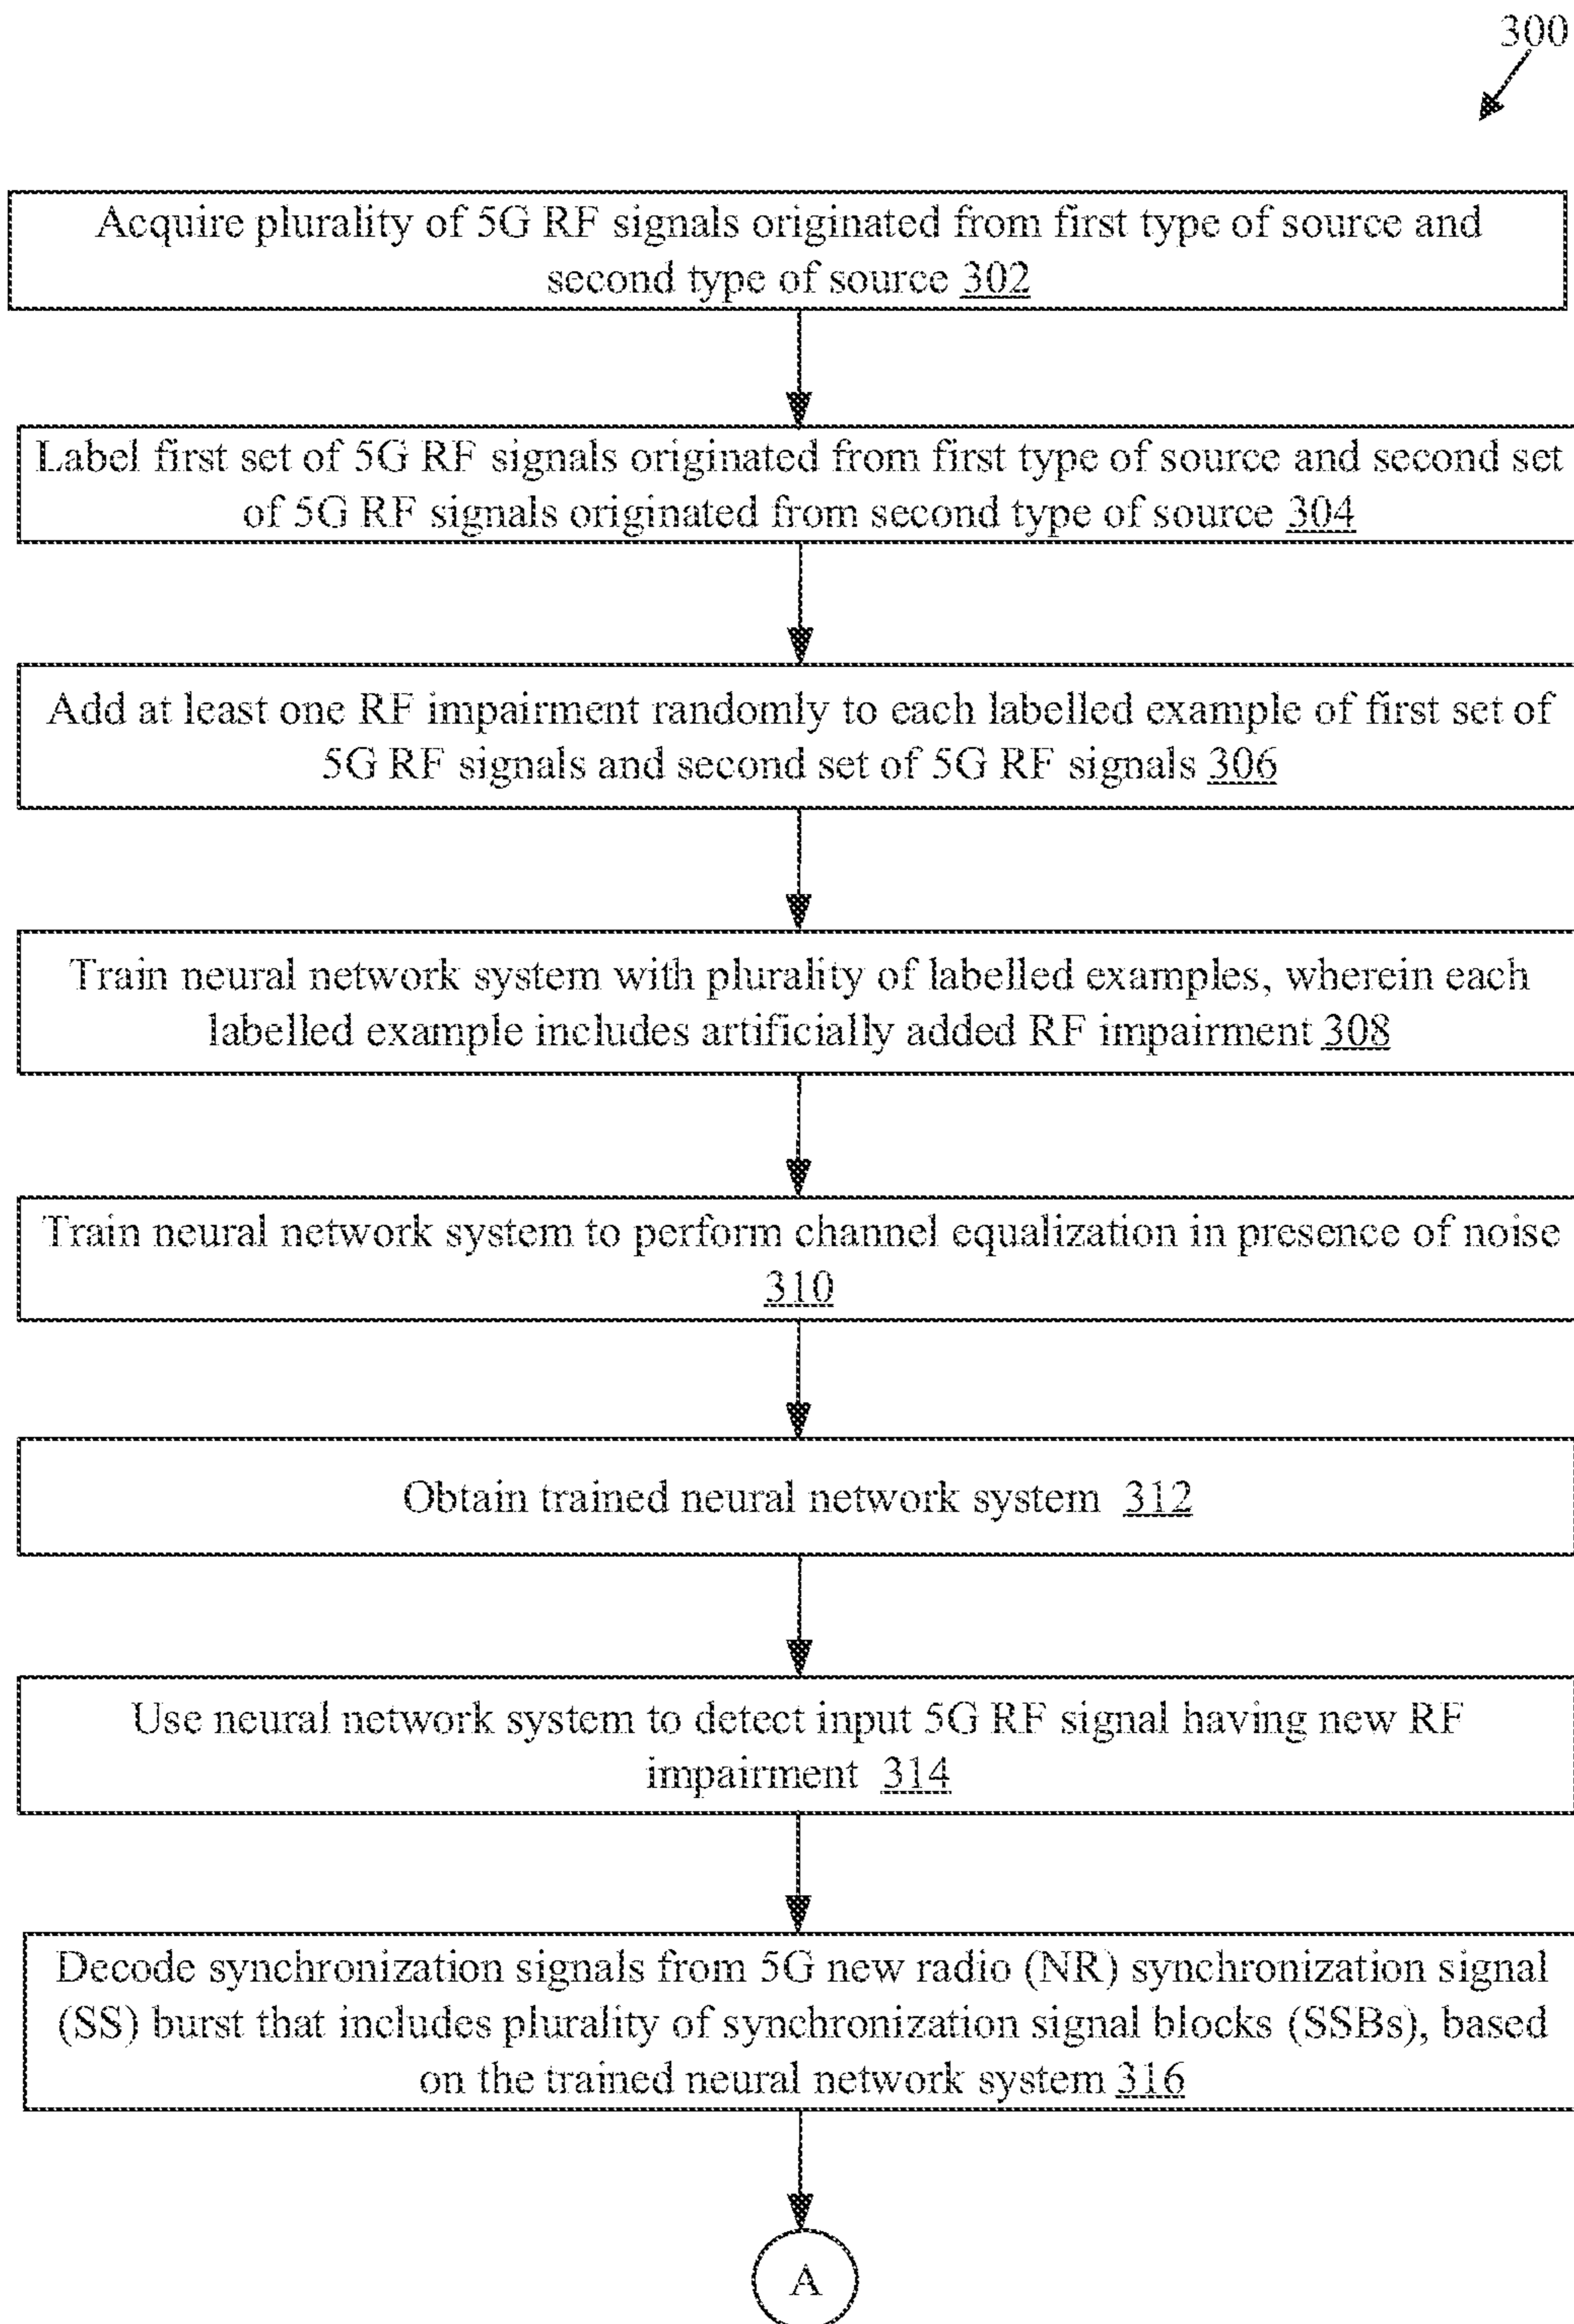 300
Acquire plurality of 5G RF signals originated from first type of source and
second type of source 302
Label first set of 5G RF signals originated from first type of source and second set
of 5G RF signals originated from second type of source 304
Add at least one RF impairment randomly to each labelled example of first set of
5G RF signals and second set of 5G RF signals 306
Train neural network system with plurality of labelled examples, wherein each
labelled example includes artificially added RF impairment 308
Train neural network system to perform channel equalization in presence of noise
310
Obtain trained neural network system 312
Use neural network system to detect input 5G RF signal having new RF
impairment 314
Decode synchronization signals from 5G new radio (NR) synchronization signal
(SS) burst that includes plurality of synchronization signal blocks (SSBs), based
on the trained neural network system 316
A